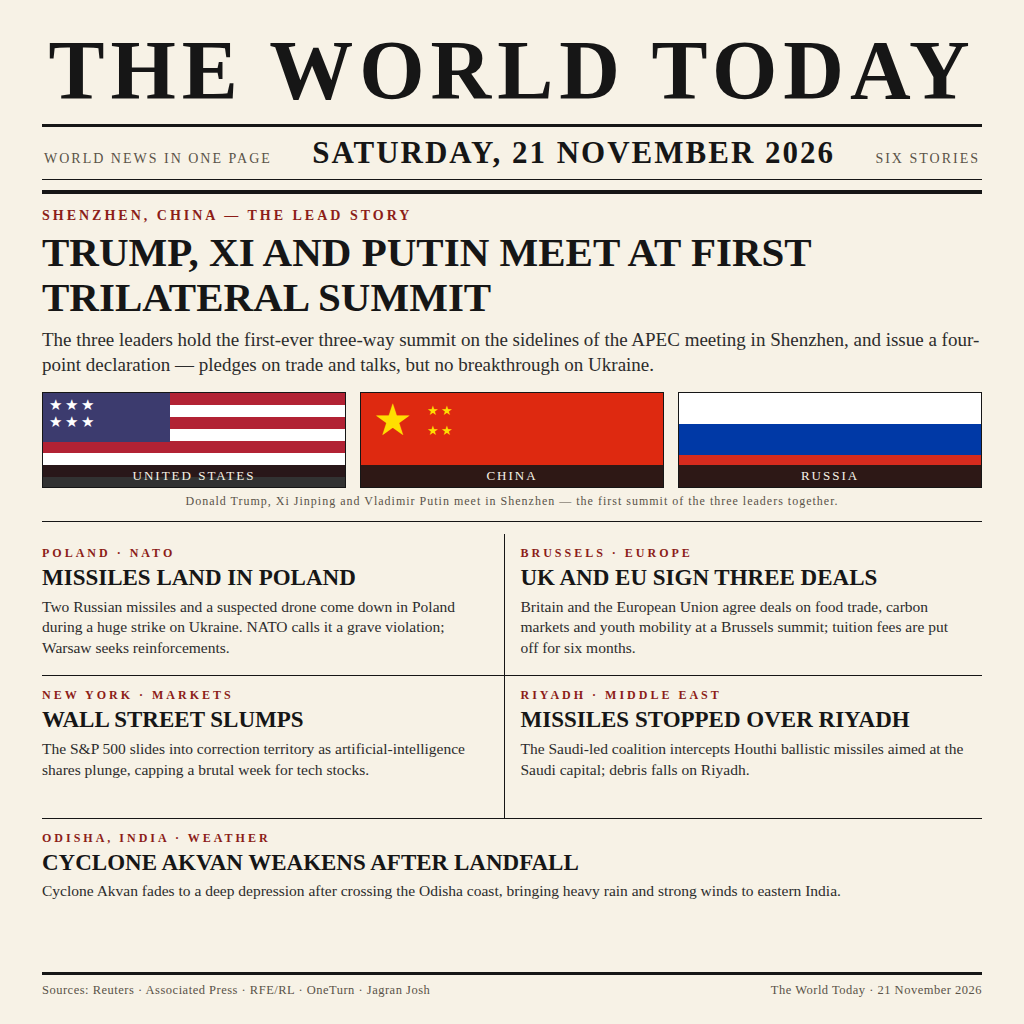 THE WORLD TODAY
WORLD NEWS IN ONE PAGE
SATURDAY, 21 NOVEMBER 2026
SIX STORIES
SHENZHEN, CHINA — THE LEAD STORY
TRUMP, XI AND PUTIN MEET AT FIRST
TRILATERAL SUMMIT
The three leaders hold the first-ever three-way summit on the sidelines of the APEC meeting in Shenzhen, and issue a four-
point declaration — pledges on trade and talks, but no breakthrough on Ukraine.
UNITED STATES
CHINA
RUSSIA
Donald Trump, Xi Jinping and Vladimir Putin meet in Shenzhen — the first summit of the three leaders together.
POLAND · NATO
MISSILES LAND IN POLAND
Two Russian missiles and a suspected drone come down in Poland
during a huge strike on Ukraine. NATO calls it a grave violation;
Warsaw seeks reinforcements.
BRUSSELS · EUROPE
UK AND EU SIGN THREE DEALS
Britain and the European Union agree deals on food trade, carbon
markets and youth mobility at a Brussels summit; tuition fees are put
off for six months.
NEW YORK · MARKETS
WALL STREET SLUMPS
The S&P 500 slides into correction territory as artificial-intelligence
shares plunge, capping a brutal week for tech stocks.
RIYADH · MIDDLE EAST
MISSILES STOPPED OVER RIYADH
The Saudi-led coalition intercepts Houthi ballistic missiles aimed at the
Saudi capital; debris falls on Riyadh.
ODISHA, INDIA · WEATHER
CYCLONE AKVAN WEAKENS AFTER LANDFALL
Cyclone Akvan fades to a deep depression after crossing the Odisha coast, bringing heavy rain and strong winds to eastern India.
Sources: Reuters · Associated Press · RFE/RL · OneTurn · Jagran Josh
The World Today · 21 November 2026